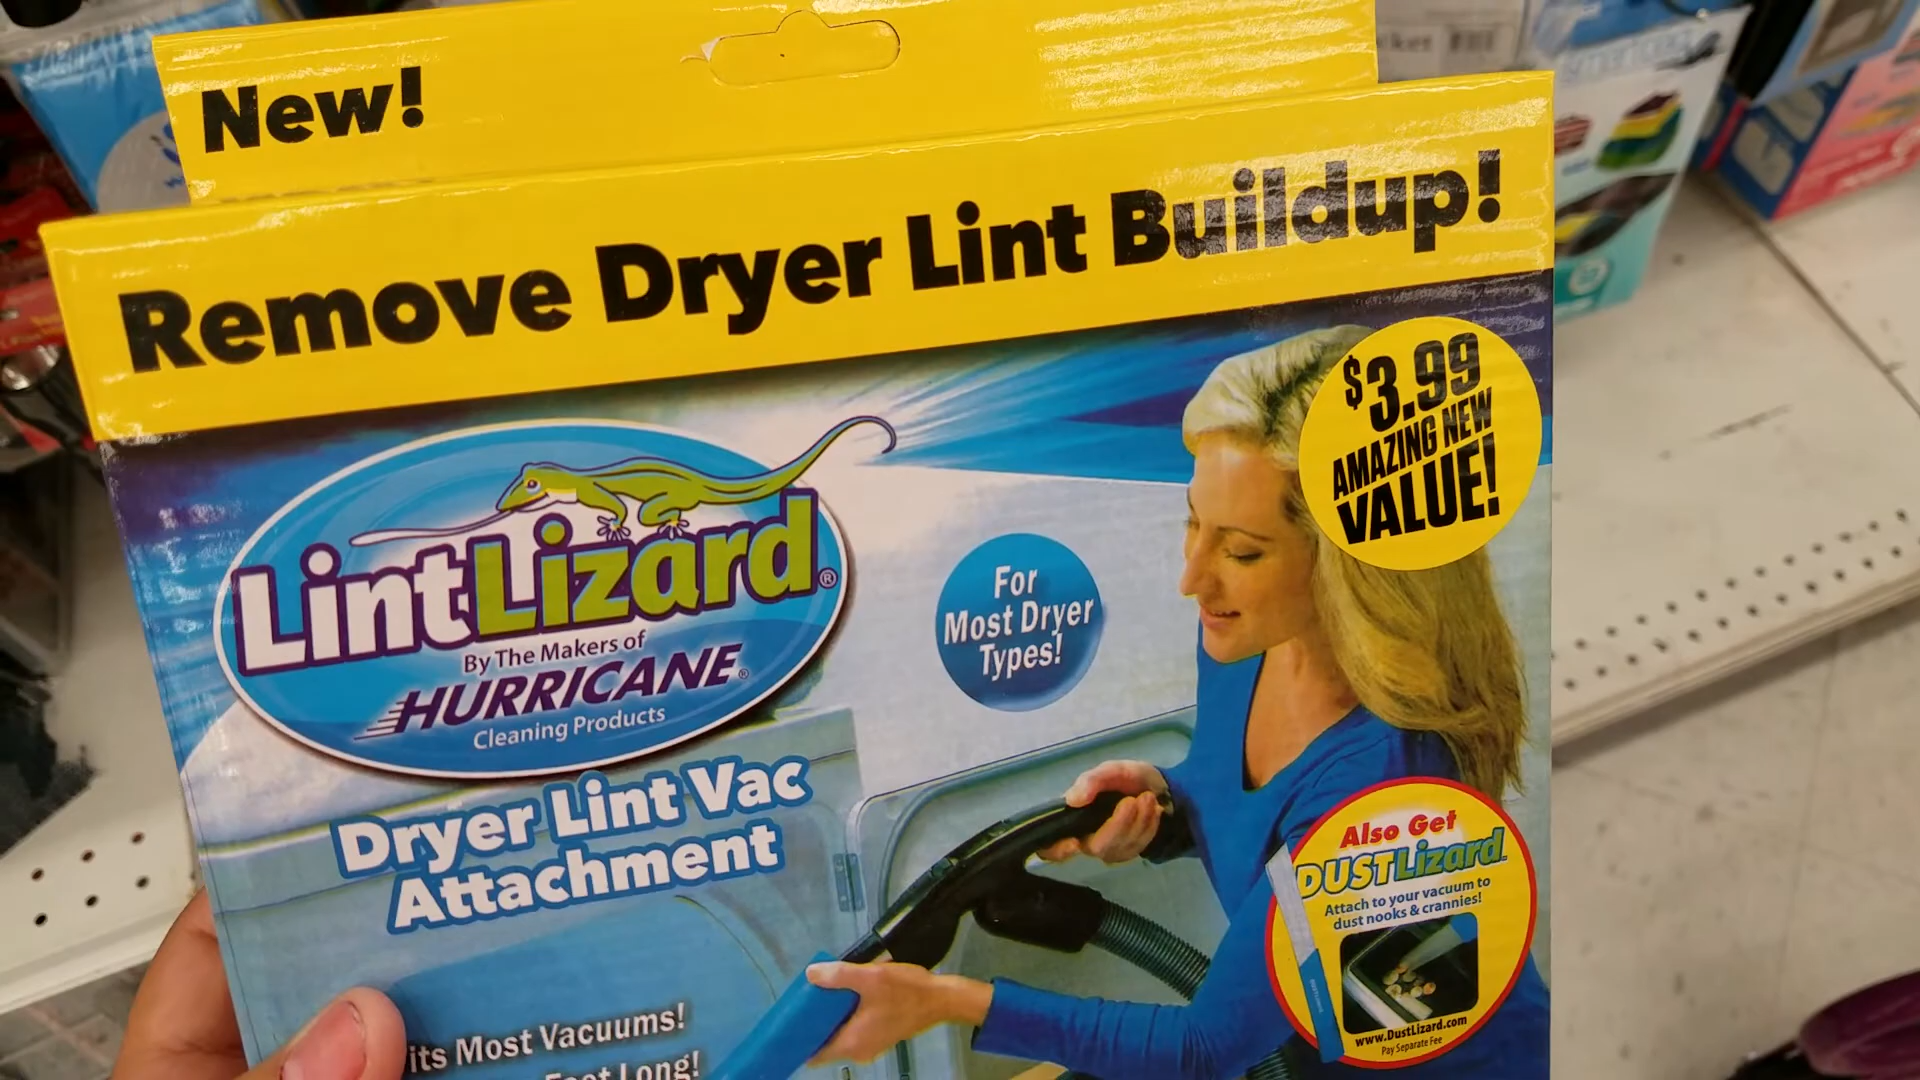 New!
Remove Dryer Lint Buildup!
$3.99
AMAZING NEW
VALUE!
LintLizard®
By The Makers of
HURRICANE®
Cleaning Products
For
Most Dryer
Types!
Dryer Lint Vac
Attachment
its Most Vacuums!
Long!
Also Get
DUSTLizard
Attach to your vacuum to
dust nooks & crannies!
www.DustLizard.com
Pay Separate Fee